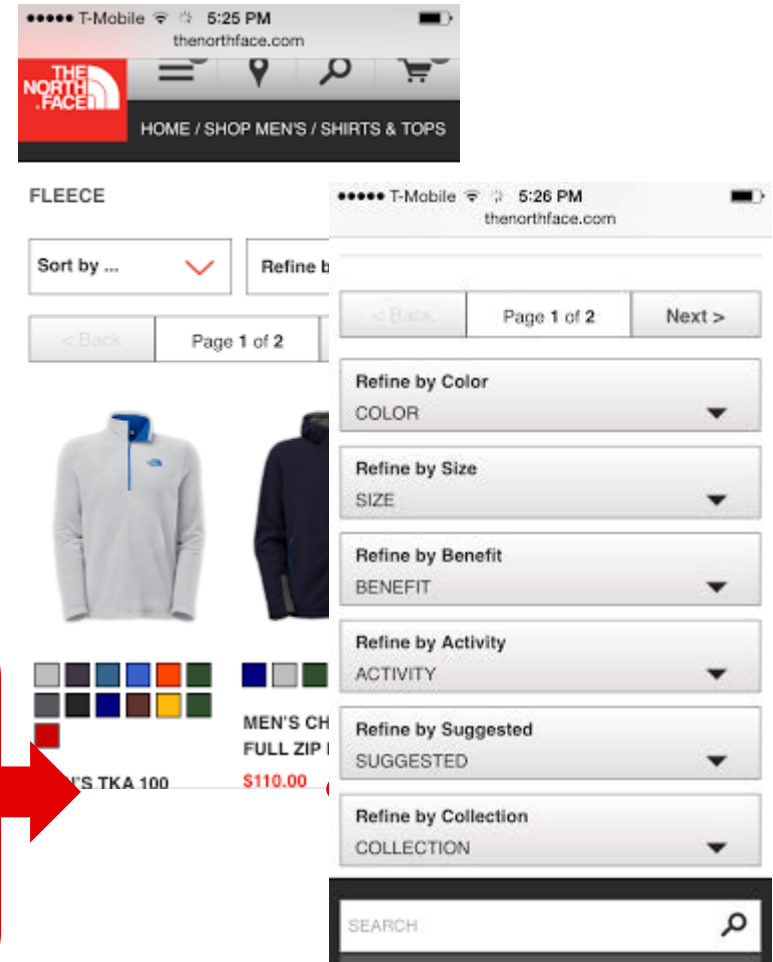 T-Mobile 5:25 PM
thenorthface.com
THE
NORTH
FACE
HOME / SHOP MEN'S / SHIRTS & TOPS
FLEECE
Sort by ...
Refine b
< Back
Page 1 of 2
MEN'S CH
FULL ZIP
$110.00
'S TKA 100
T-Mobile 5:26 PM
thenorthface.com
< Back
Page 1 of 2
Next >
Refine by Color
COLOR
Refine by Size
SIZE
Refine by Benefit
BENEFIT
Refine by Activity
ACTIVITY
Refine by Suggested
SUGGESTED
Refine by Collection
COLLECTION
SEARCH